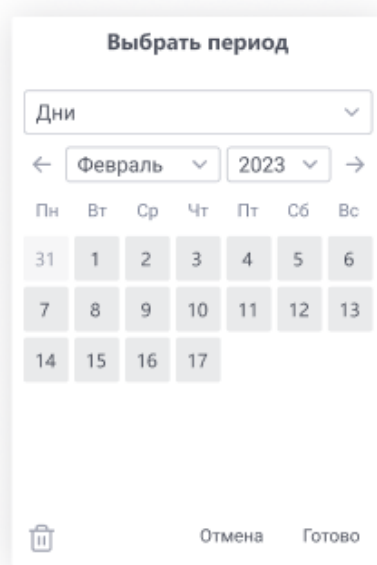 Выбрать период
Дни
Февраль 2023
Пн Вт Ср Чт Пт Сб Вс
31 1 2 3 4 5 6
7 8 9 10 11 12 13
14 15 16 17
Отмена Готово